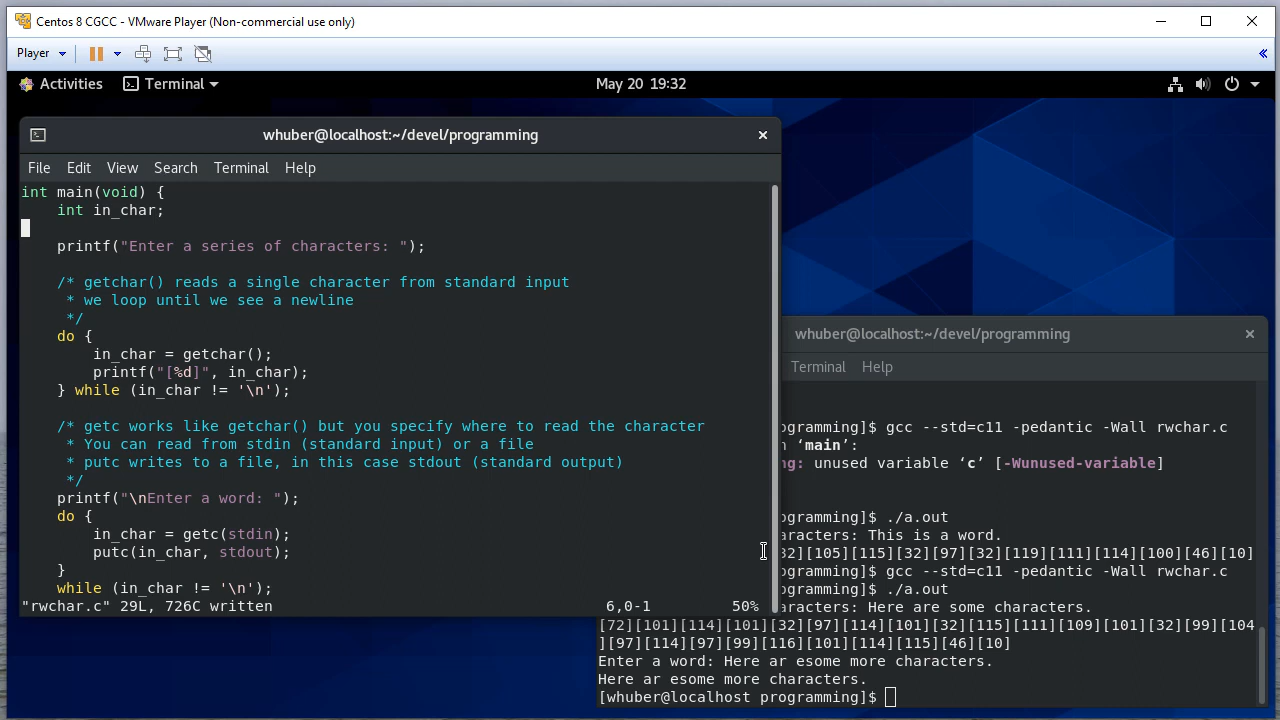 Centos 8 CGCC - VMware Player (Non-commercial use only)
Player
Activities Terminal May 20 19:32
whuber@localhost:~/devel/programming
File Edit View Search Terminal Help
int main(void) {
    int in_char;
    printf("Enter a series of characters: ");
    /* getchar() reads a single character from standard input
     * we loop until we see a newline
     */
    do {
        in_char = getchar();
        printf("[%d]", in_char);
    } while (in_char != '\n');
    /* getc works like getchar() but you specify where to read the character
     * You can read from stdin (standard input) or a file
     * putc writes to a file, in this case stdout (standard output)
     */
    printf("\nEnter a word: ");
    do {
        in_char = getc(stdin);
        putc(in_char, stdout);
    }
    while (in_char != '\n');
"rwchar.c" 29L, 726C written 6,0-1 50%
whuber@localhost:~/devel/programming
Terminal Help
ogramming]$ gcc --std=c11 -pedantic -Wall rwchar.c
n ‘main’:
ng: unused variable ‘c’ [-Wunused-variable]
ogramming]$ ./a.out
aracters: This is a word.
32][105][115][32][97][32][119][111][114][100][46][10]
ogramming]$ gcc --std=c11 -pedantic -Wall rwchar.c
ogramming]$ ./a.out
aracters: Here are some characters.
[72][101][114][101][32][97][114][101][32][115][111][109][101][32][99][104
][97][114][97][99][116][101][114][115][46][10]
Enter a word: Here ar esome more characters.
Here ar esome more characters.
[whuber@localhost programming]$